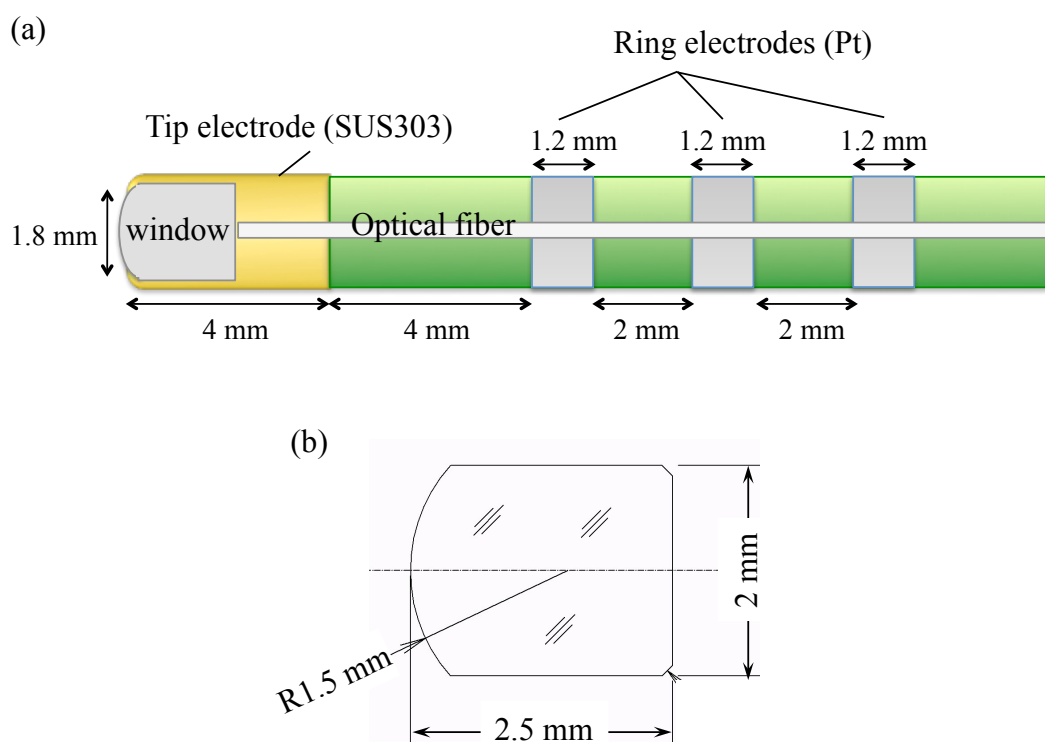 (a)
Ring electrodes (Pt)
Tip electrode (SUS303)
1.2 mm
1.2 mm
1.2 mm
1.8 mm
window
Optical fiber
4 mm
4 mm
2 mm
2 mm
(b)
2 mm
R1.5 mm
2.5 mm